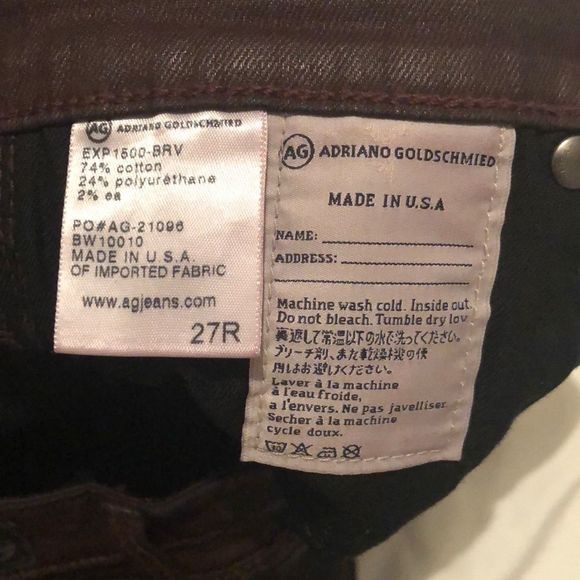 AG ADRIANO GOLDSCHMIED
EXP1500-BRV
74% cotton
24% polyurethane
2% ea
PO#AG-21096
BW10010
MADE IN U.S.A.
OF IMPORTED FABRIC
www.agjeans.com
27R
AG ADRIANO GOLDSCHMIED
MADE IN U.S.A
NAME:
ADDRESS:
Machine wash cold. Inside out.
Do not bleach. Tumble dry low
裏返して常温以下の水で洗ってください。
ブリーチ剤、また乾燥機の使
用はお避けください。
Laver à la machine
à l'eau froide,
a l'envers. Ne pas javelliser
Secher à la machine
cycle doux.